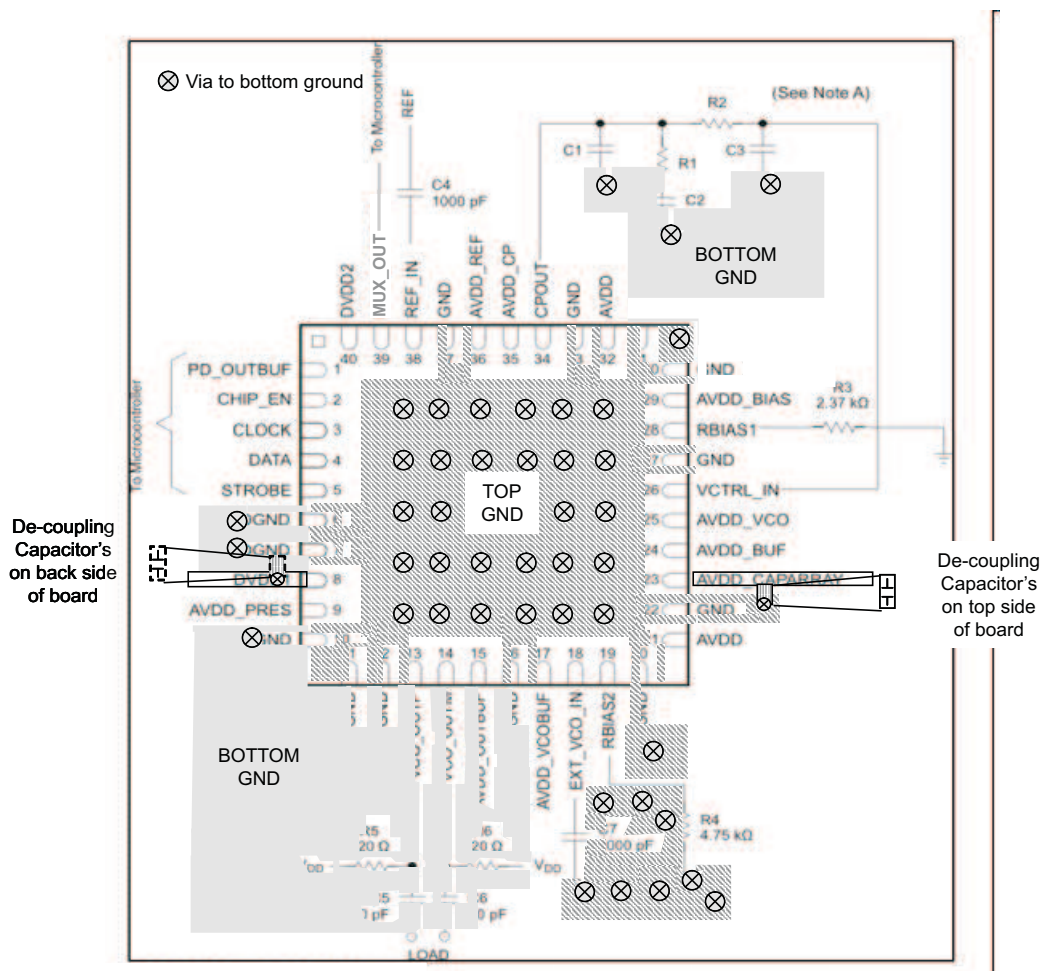 Via to bottom ground
To Microcontroller
REF
C4
1000 pF
(See Note A)
R2
C1
R1
C3
C2
BOTTOM
GND
DVDD2
MUX_OUT
REF_IN
GND
AVDD_REF
AVDD_CP
CPOUT
GND
AVDD
40
39
38
36
35
34
32
To Microcontroller
PD_OUTBUF
1
CHIP_EN
2
CLOCK
3
DATA
4
STROBE
5
8
AVDD_PRES
9
GND
29
AVDD_BIAS
28
RBIAS1
GND
26
VCTRL_IN
25
AVDD_VCO
24
AVDD_BUF
23
AVDD_CAPARRAY
22
GND
AVDD
R3
2.37 kΩ
TOP
GND
De-coupling
Capacitor's
on back side
of board
De-coupling
Capacitor's
on top side
of board
14
15
17
18
19
AVDD_VCOBUF
EXT_VCO_IN
RBIAS2
BOTTOM
GND
R4
4.75 kΩ
VDD
LOAD